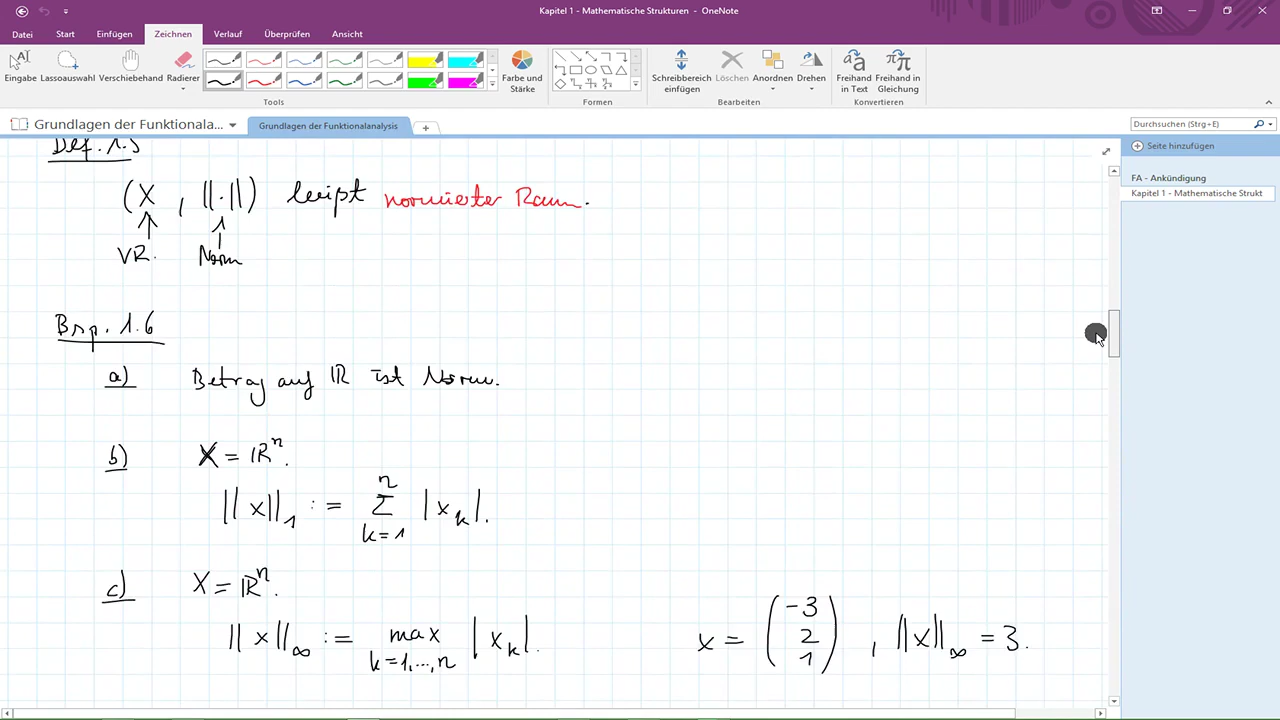 Kapitel 1 - Mathematische Strukturen - OneNote
Datei Start Einfügen Zeichnen Verlauf Überprüfen Ansicht
Eingabe Lassoauswahl Verschiebehand Radierer Farbe und Stärke Schreibbereich einfügen Löschen Anordnen Drehen Freihand in Text Freihand in Gleichung
Tools Formen Bearbeiten Konvertieren
Grundlagen der Funktionala... Grundlagen der Funktionalanalysis Durchsuchen (Strg+E)
Seite hinzufügen
FA - Ankündigung
Kapitel 1 - Mathematische Strukt
Def. 1.5
(X, ||·||) heißt normierter Raum.
VR. Norm
Bsp. 1.6
a) Betrag auf ℝ ist Norm.
b) X = ℝⁿ.
||x||₁ := Σ_{k=1}^{n} |x_k|.
c) X = ℝⁿ.
||x||_∞ := max_{k=1,...,n} |x_k|. x = (-3 2 1), ||x||_∞ = 3.